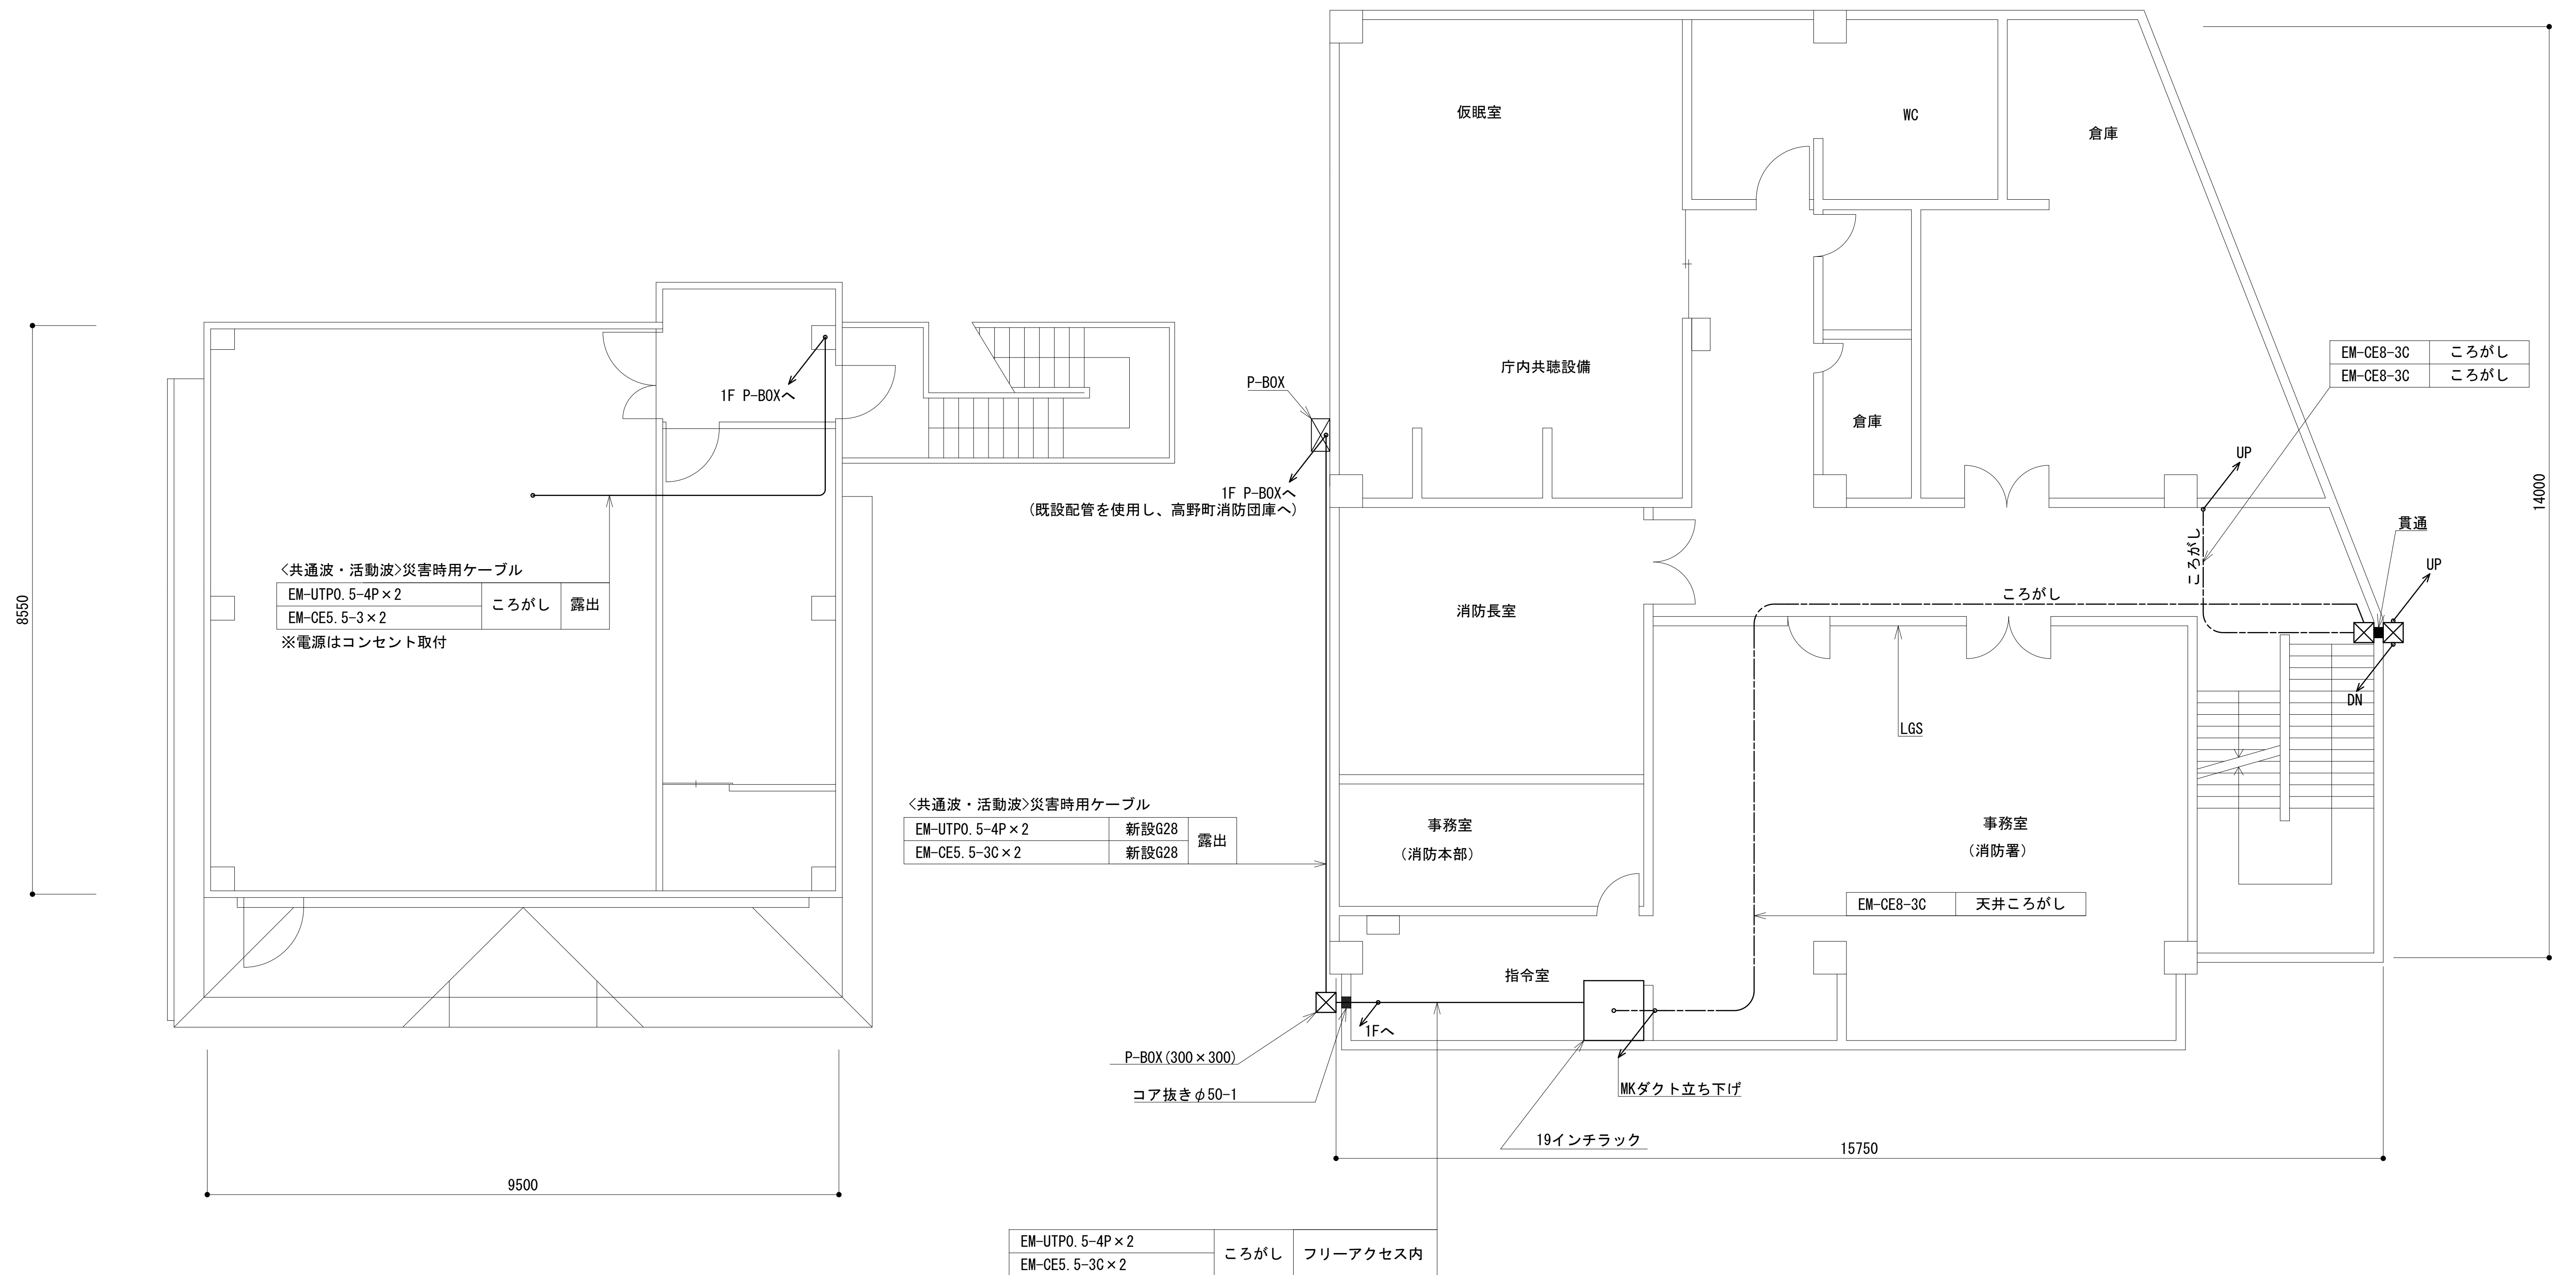 8550
9500
1F P-BOXへ
<共通波・活動波>災害時用ケーブル
EM-UTP0.5-4P×2
EM-CE5.5-3×2
ころがし
露出
※電源はコンセント取付
仮眠室
WC
倉庫
庁内共聴設備
倉庫
P-BOX
1F P-BOXへ
(既設配管を使用し、高野町消防団庫へ)
EM-CE8-3C ころがし
EM-CE8-3C ころがし
UP
14000
貫通
UP
ころがし
ころがし
DN
消防長室
LGS
<共通波・活動波>災害時用ケーブル
EM-UTP0.5-4P×2 新設G28
EM-CE5.5-3C×2 新設G28
露出
事務室
(消防本部)
事務室
(消防署)
EM-CE8-3C 天井ころがし
指令室
1Fへ
P-BOX(300×300)
コア抜きφ50-1
MKダクト立ち下げ
19インチラック
15750
EM-UTP0.5-4P×2
EM-CE5.5-3C×2
ころがし
フリーアクセス内